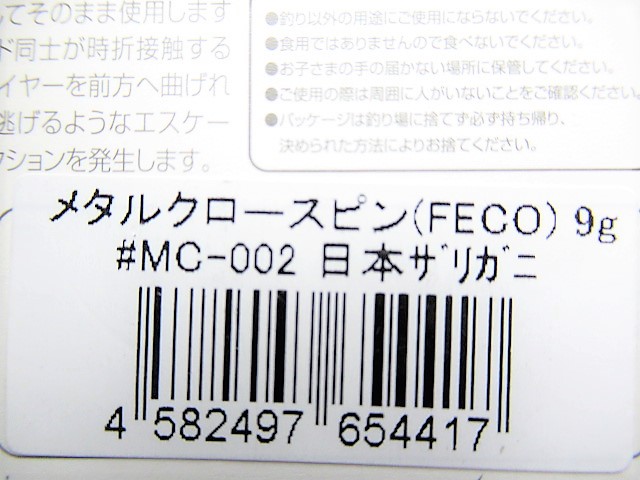 してそのまま使用します
ド同士が時折接触する
イヤーを前方へ曲げれ
逃げるようなエスケー
クションを発生します。
●釣り以外の用途にご使用にならないでください。
●食用ではありませんので食べないでください。
●お子さまの手の届かない場所に保管してください。
●ご使用の際は周囲に人がいないことをご確認ください。
●パッケージは釣り場に捨てず必ず持ち帰り、
決められた方法によりお捨てください。
メタルクロースピン(FECO) 9g
#MC-002 日本ザリガニ
4 582497 654417